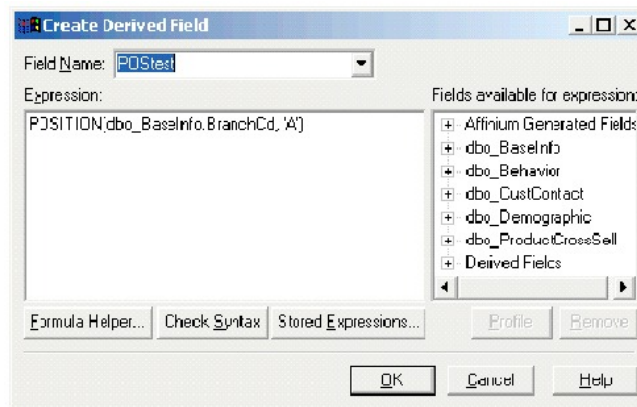 Create Derived Field
Field Name: POStest
Expression:
POSITION(dbo_BaseInfo.BranchCd, 'A')
Fields available for expression:
Affinium Generated Fields
dbo_BaseInfo
dbo_Behavior
dbo_CustContact
dbo_Demographic
dbo_ProductCrossSell
Derived Fields
Formula Helper...
Check Syntax
Stored Expressions...
Profile
Remove
OK
Cancel
Help